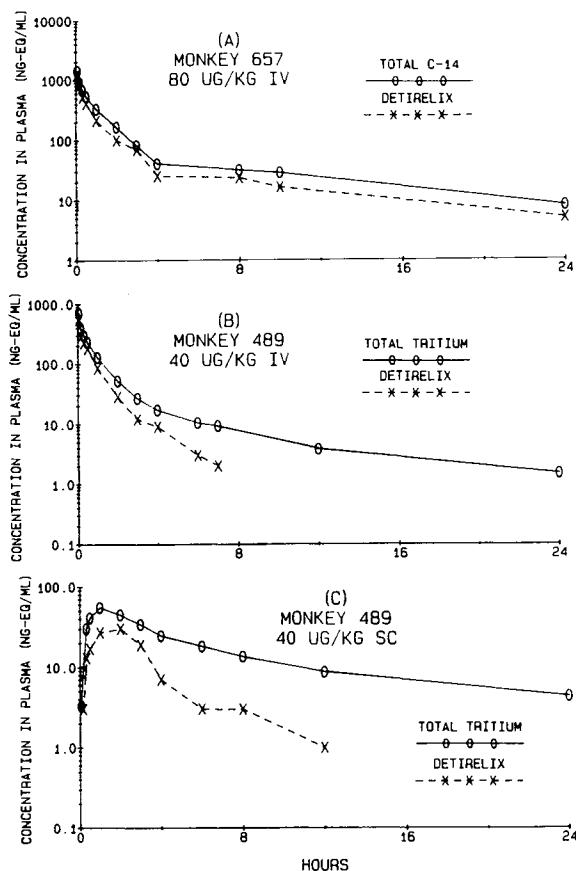 (A)
MONKEY 657
80 UG/KG IV
TOTAL C-14
DETIRELIX
CONCENTRATION IN PLASMA (NG-EQ/ML)
10000
1000
100
10
1
0
8
16
24
(B)
MONKEY 489
40 UG/KG IV
TOTAL TRITIUM
DETIRELIX
CONCENTRATION IN PLASMA (NG-EQ/ML)
1000.0
100.0
10.0
1.0
0.1
0
8
16
24
(C)
MONKEY 489
40 UG/KG SC
TOTAL TRITIUM
DETIRELIX
CONCENTRATION IN PLASMA (NG-EQ/ML)
100.0
10.0
1.0
0.1
0
8
16
24
HOURS